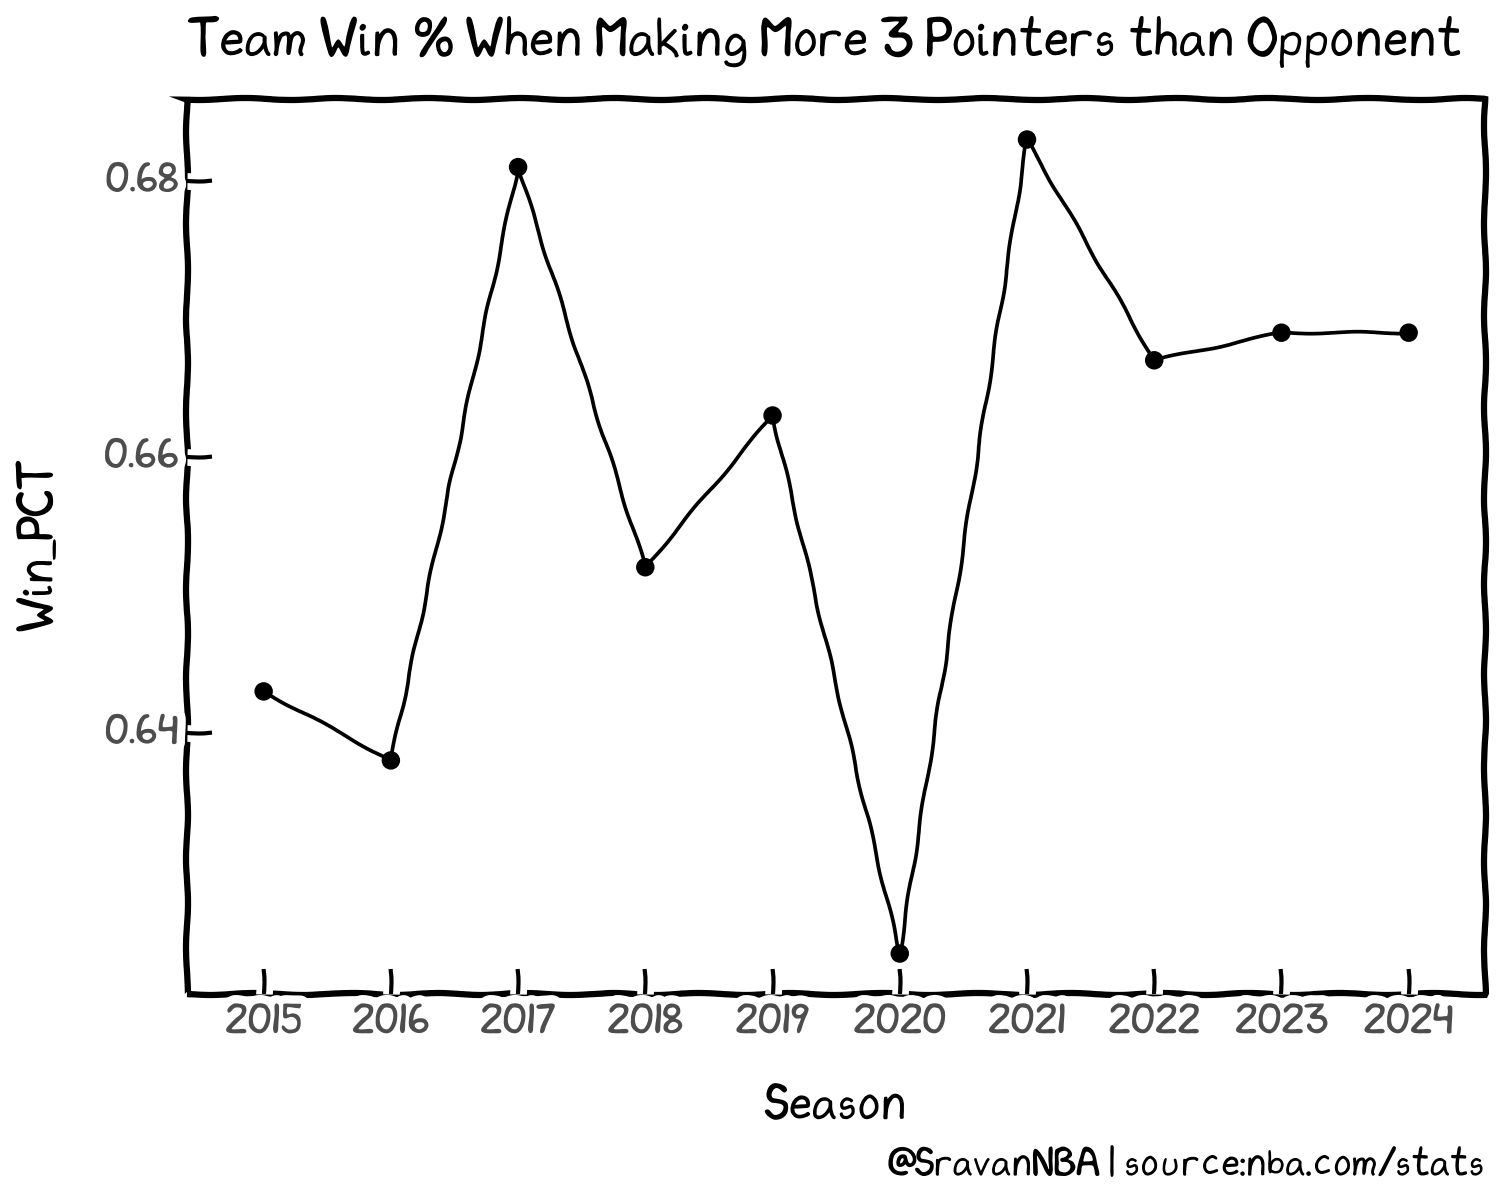 Team Win % When Making More 3 Pointers than Opponent
0.68
0.66
0.64
Win_PCT
2015 2016 2017 2018 2019 2020 2021 2022 2023 2024
Season
@SravanNBA | source:nba.com/stats